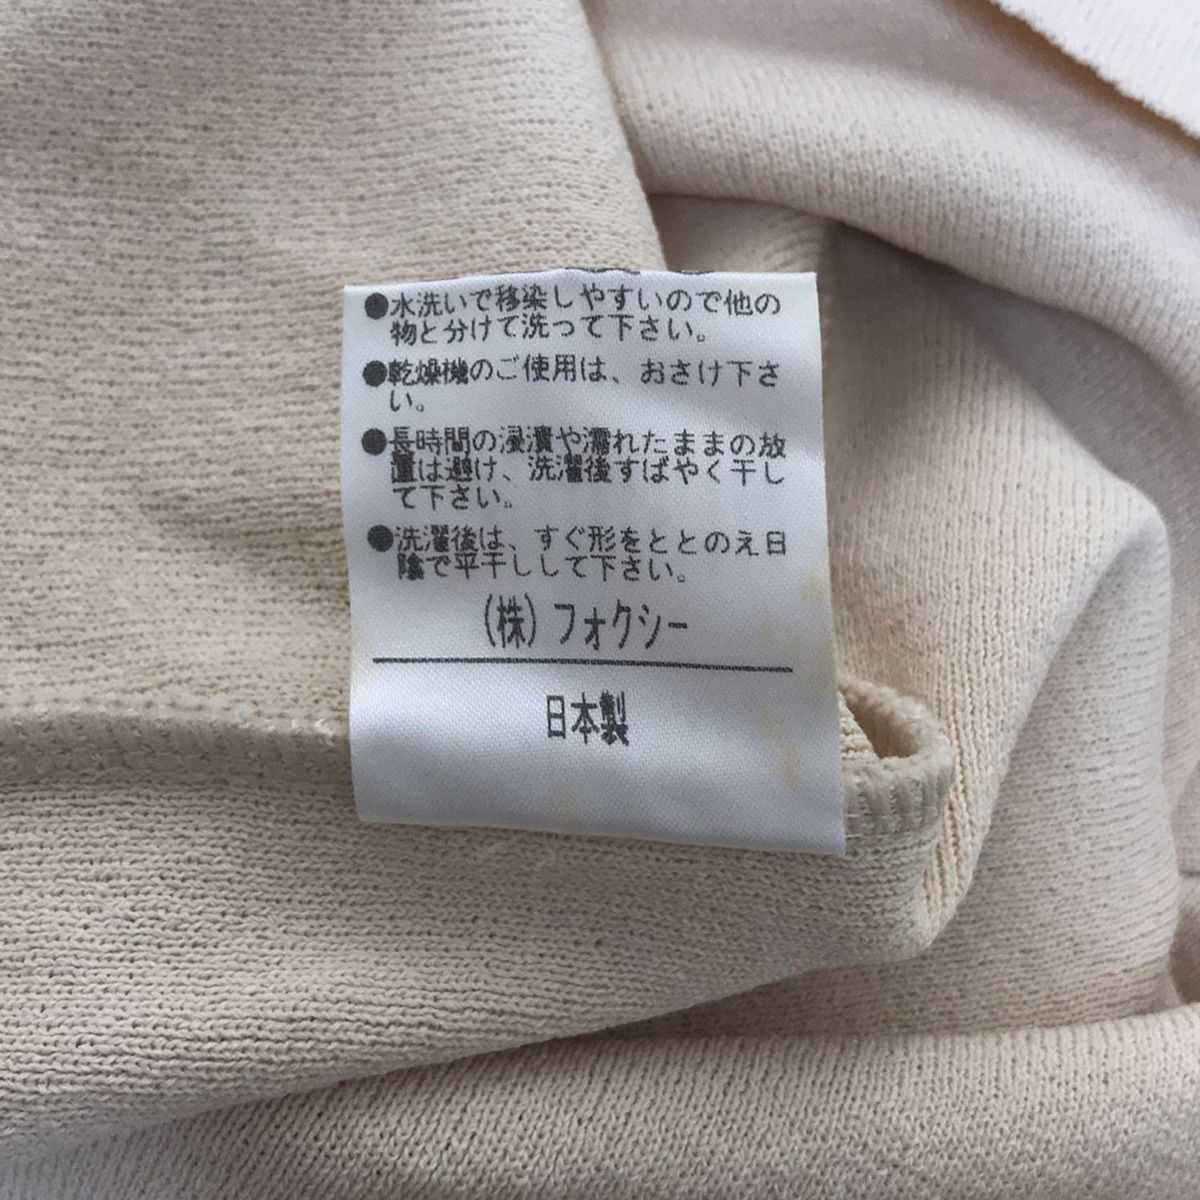 ●水洗いで移染しやすいので他の
物と分けて洗って下さい。
●乾燥機のご使用は、おさけ下さ
い。
●長時間の浸漬や濡れたままの放
置は避け、洗濯後すばやく干し
て下さい。
●洗濯後は、すぐ形をととのえ日
陰で平干しして下さい。
(株)フォクシー
日本製